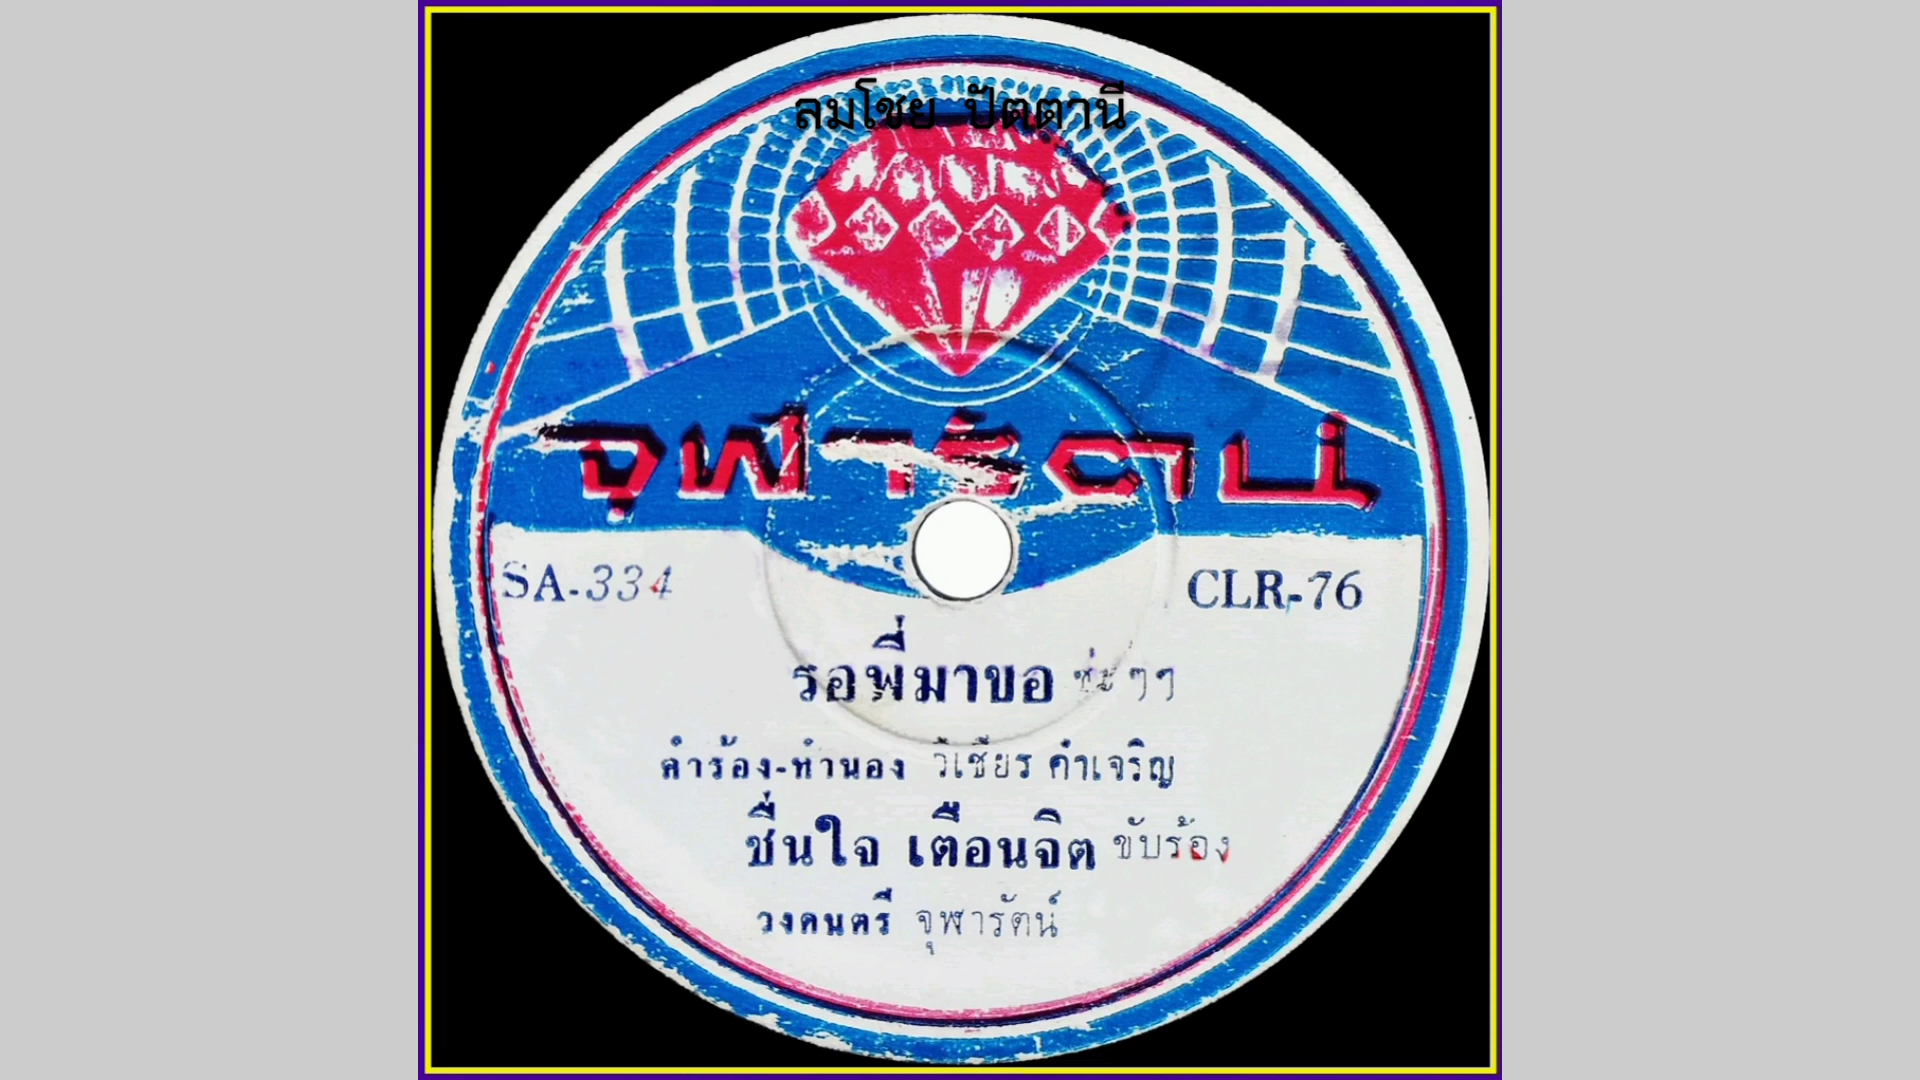 ลมโชย ปัตตานี
จุฬารัตน์
SA-334
CLR-76
รอพี่มาขอ ช่ะๆๆ
คำร้อง-ทำนอง วิเชียร คำเจริญ
ชื่นใจ เตือนจิต ขับร้อง
วงดนตรี จุฬารัตน์